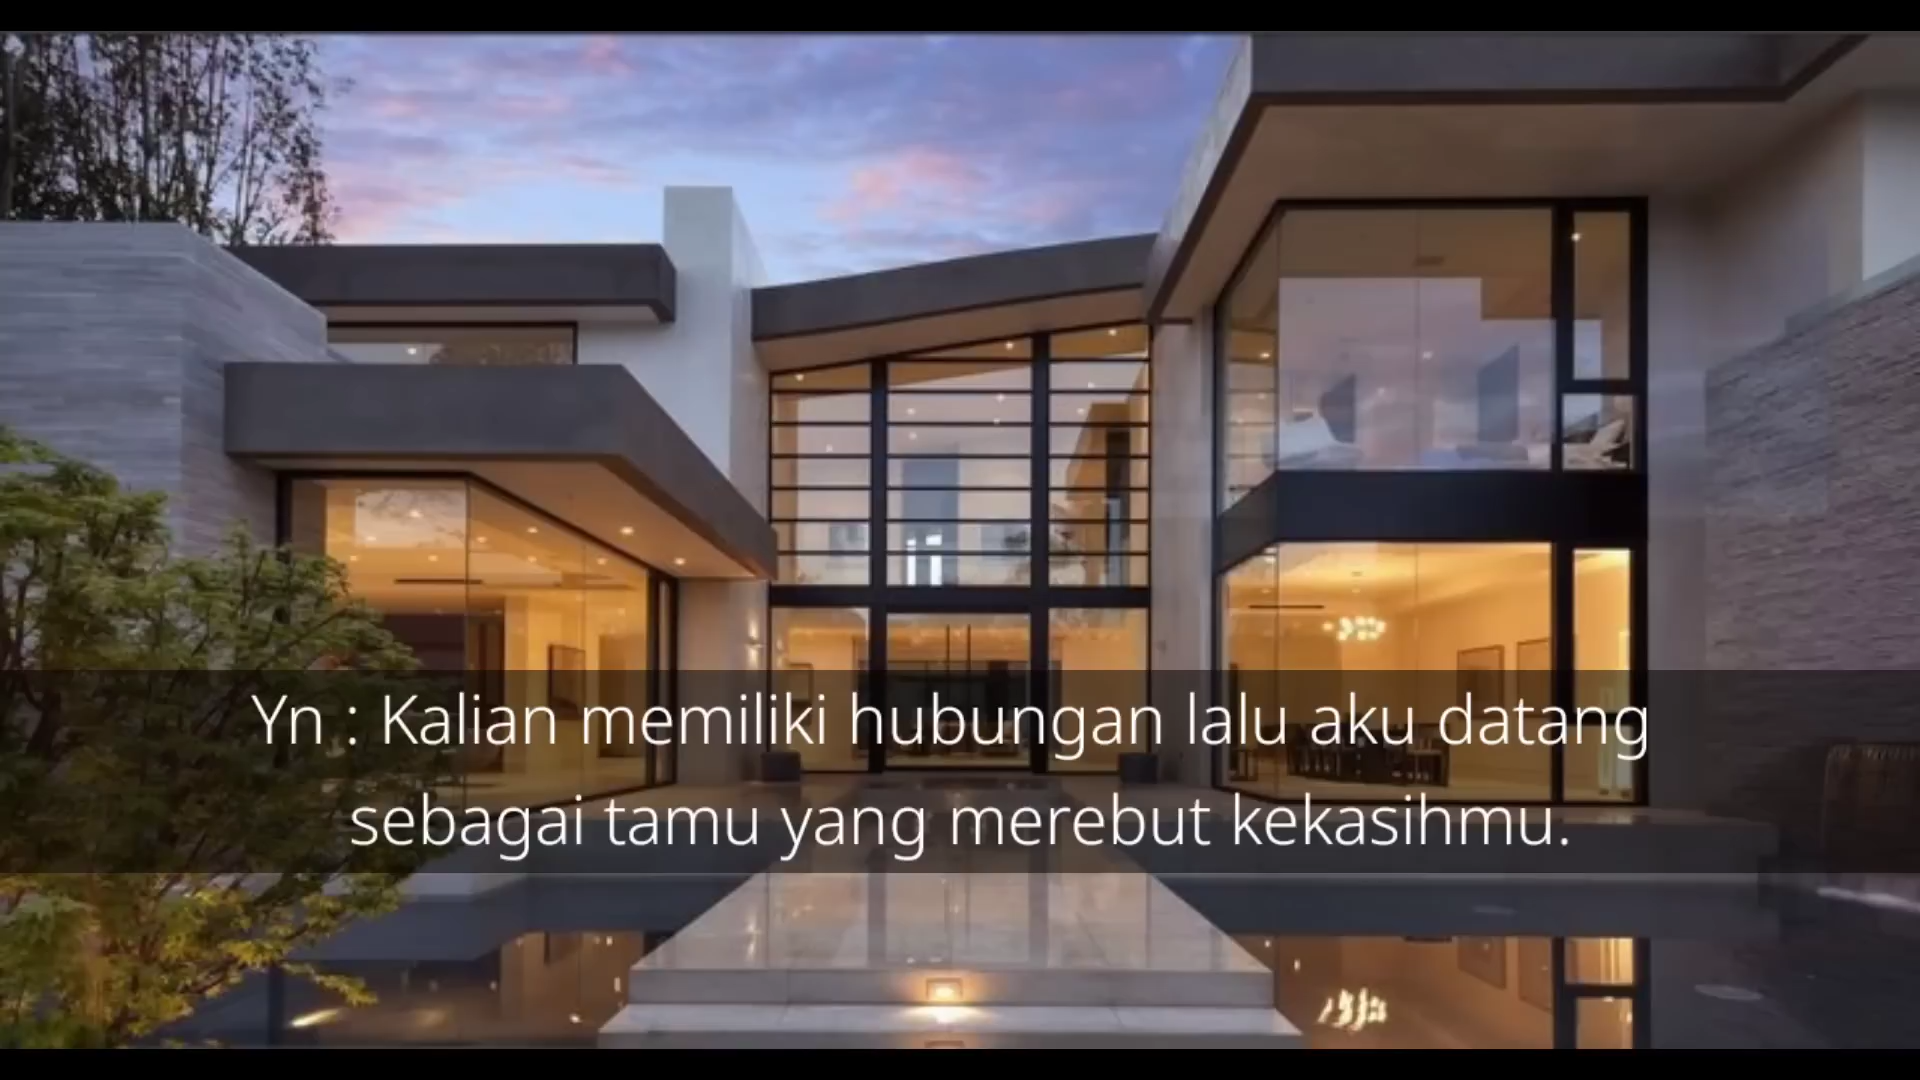 Yn : Kalian memiliki hubungan lalu aku datang
sebagai tamu yang merebut kekasihmu.